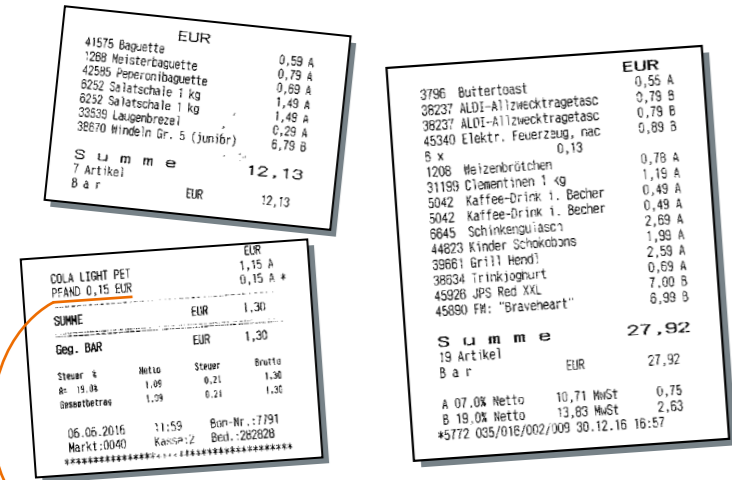 EUR
41575 Baguette 0,59 A
1268 Meisterbaguette 0,79 A
42585 Peperonibaguette 0,69 A
6252 Salatschale 1 kg 1,49 A
6252 Salatschale 1 kg 1,49 A
33539 Laugenbrezel 0,29 A
38670 Windeln Gr. 5 (junior) 6,79 B
S u m m e 12,13
7 Artikel
B a r EUR 12,13
EUR
COLA LIGHT PET 1,15 A
PFAND 0,15 EUR 0,15 A *
SUMME EUR 1,30
Geg. BAR EUR 1,30
Steuer % Netto Steuer Brutto
A= 19.0% 1.09 0,21 1.30
Gesamtbetrag 1.09 0.21 1.30
06.06.2016 11:59 Bon-Nr.:7791
Markt:0040 Kasse:2 Bed.:282828
EUR
3796 Buttertoast 0,55 A
38237 ALDI-Allzwecktragetasc 0,79 B
38237 ALDI-Allzwecktragetasc 0,79 B
45340 Elektr. Feuerzeug, nac 0,89 B
6 x 0,13
1208 Weizenbrötchen 0,78 A
31199 Clementinen 1 kg 1,19 A
5042 Kaffee-Drink i. Becher 0,49 A
5042 Kaffee-Drink i. Becher 0,49 A
6645 Schinkengulasch 2,69 A
44823 Kinder Schokobons 1,99 A
39661 Grill Hendl 2,59 A
38634 Trinkjoghurt 0,69 A
45926 JPS Red XXL 7,00 B
45890 FM: "Braveheart" 6,99 B
S u m m e 27,92
19 Artikel
B a r EUR 27,92
A 07,0% Netto 10,71 MwSt 0,75
B 19,0% Netto 13,83 MwSt 2,63
*5772 035/016/002/009 30.12.16 16:57